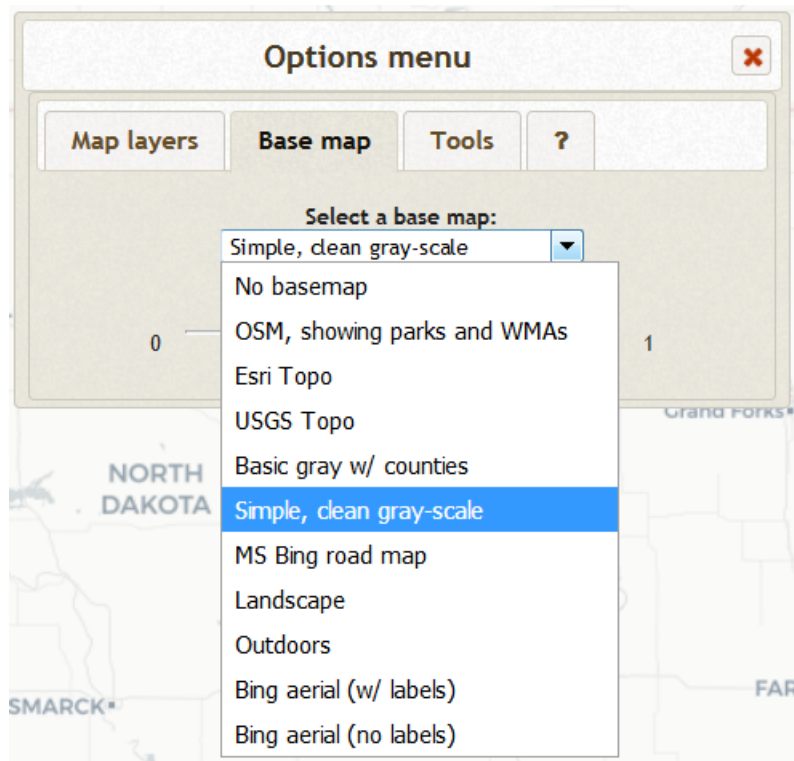 Options menu
Map layers Base map Tools ?
Select a base map:
Simple, clean gray-scale
No basemap
OSM, showing parks and WMAs
0 1
Esri Topo
USGS Topo
Grand Forks
Basic gray w/ counties
NORTH
DAKOTA
Simple, clean gray-scale
MS Bing road map
Landscape
Outdoors
Bing aerial (w/ labels)
SMARCK
FAR
Bing aerial (no labels)